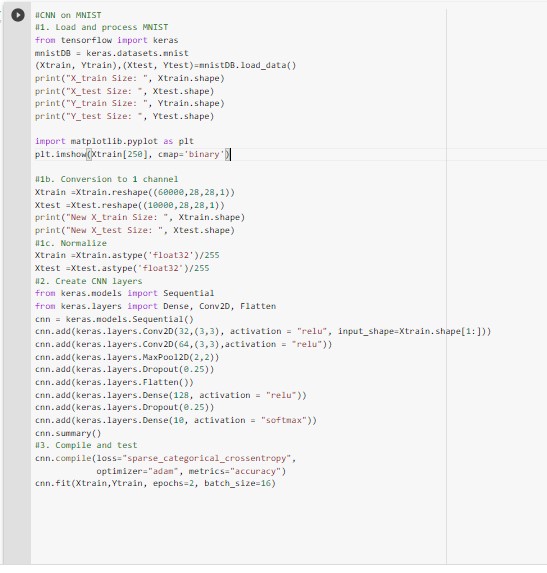 #CNN on MNIST
#1. Load and process MNIST
from tensorflow import keras
mnistDB = keras.datasets.mnist
(Xtrain, Ytrain),(Xtest, Ytest)=mnistDB.load_data()
print("X_train Size: ", Xtrain.shape)
print("X_test Size: ", Xtest.shape)
print("Y_train Size: ", Ytrain.shape)
print("Y_test Size: ", Ytest.shape)
import matplotlib.pyplot as plt
plt.imshow(Xtrain[250], cmap='binary')
#1b. Conversion to 1 channel
Xtrain =Xtrain.reshape((60000,28,28,1))
Xtest =Xtest.reshape((10000,28,28,1))
print("New X_train Size: ", Xtrain.shape)
print("New X_test Size: ", Xtest.shape)
#1c. Normalize
Xtrain =Xtrain.astype('float32')/255
Xtest =Xtest.astype('float32')/255
#2. Create CNN layers
from keras.models import Sequential
from keras.layers import Dense, Conv2D, Flatten
cnn = keras.models.Sequential()
cnn.add(keras.layers.Conv2D(32,(3,3), activation = "relu", input_shape=Xtrain.shape[1:]))
cnn.add(keras.layers.Conv2D(64,(3,3),activation = "relu"))
cnn.add(keras.layers.MaxPool2D(2,2))
cnn.add(keras.layers.Dropout(0.25))
cnn.add(keras.layers.Flatten())
cnn.add(keras.layers.Dense(128, activation = "relu"))
cnn.add(keras.layers.Dropout(0.25))
cnn.add(keras.layers.Dense(10, activation = "softmax"))
cnn.summary()
#3. Compile and test
cnn.compile(loss="sparse_categorical_crossentropy",
optimizer="adam", metrics="accuracy")
cnn.fit(Xtrain,Ytrain, epochs=2, batch_size=16)